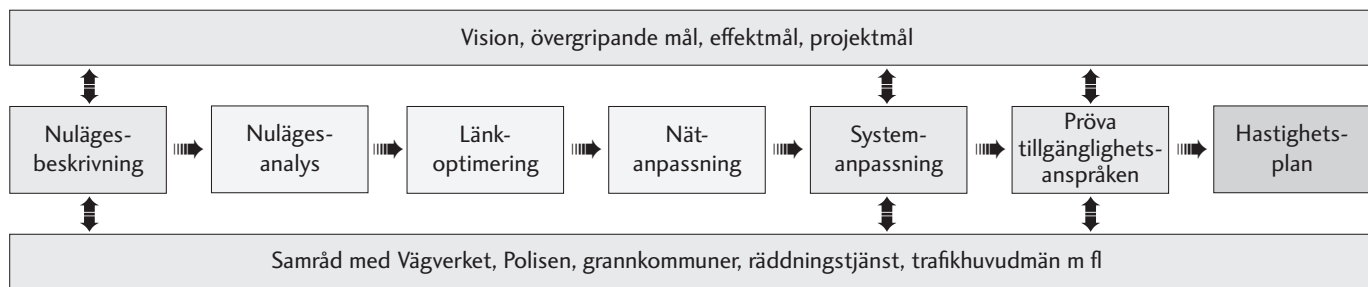 Vision, övergripande mål, effektmål, projektmål
Nuläges-
beskrivning
Nuläges-
analys
Länk-
optimering
Nät-
anpassning
System-
anpassning
Pröva
tillgänglighets-
anspråken
Hastighets-
plan
Samråd med Vägverket, Polisen, grannkommuner, räddningstjänst, trafikhuvudmän m fl